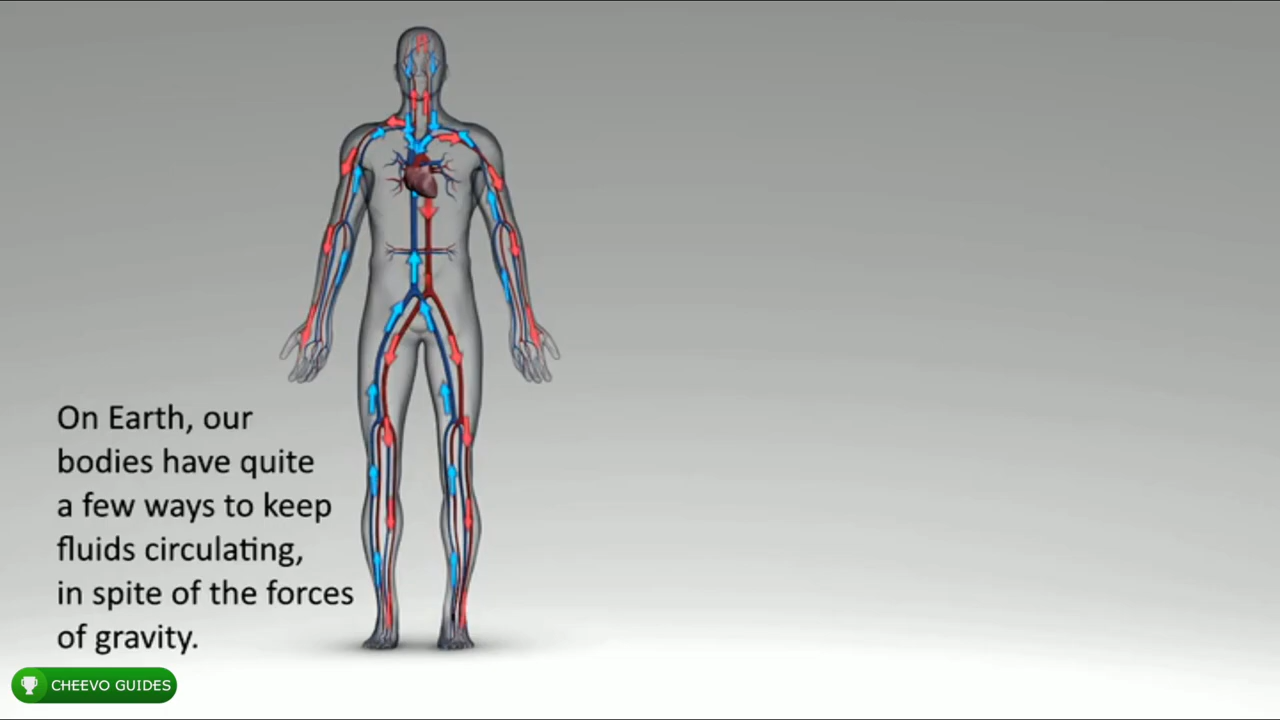 On Earth, our
bodies have quite
a few ways to keep
fluids circulating,
in spite of the forces
of gravity.
CHEEVO GUIDES